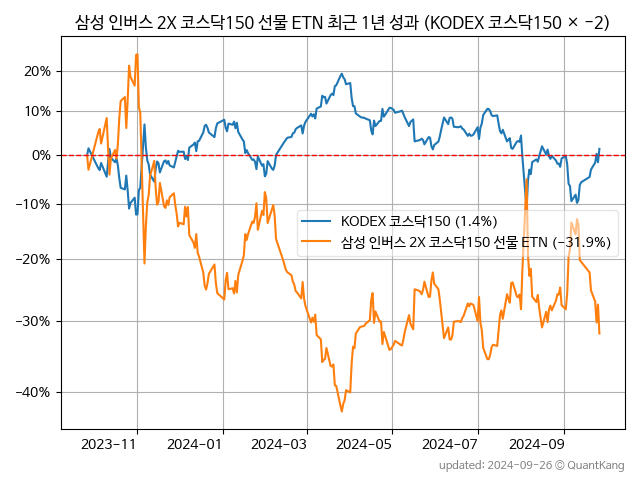 삼성 인버스 2X 코스닥150 선물 ETN 최근 1년 성과 (KODEX 코스닥150 × -2)
20%
10%
0%
-10%
-20%
-30%
-40%
KODEX 코스닥150 (1.4%)
삼성 인버스 2X 코스닥150 선물 ETN (-31.9%)
2023-11 2024-01 2024-03 2024-05 2024-07 2024-09
updated: 2024-09-26 © QuantKang